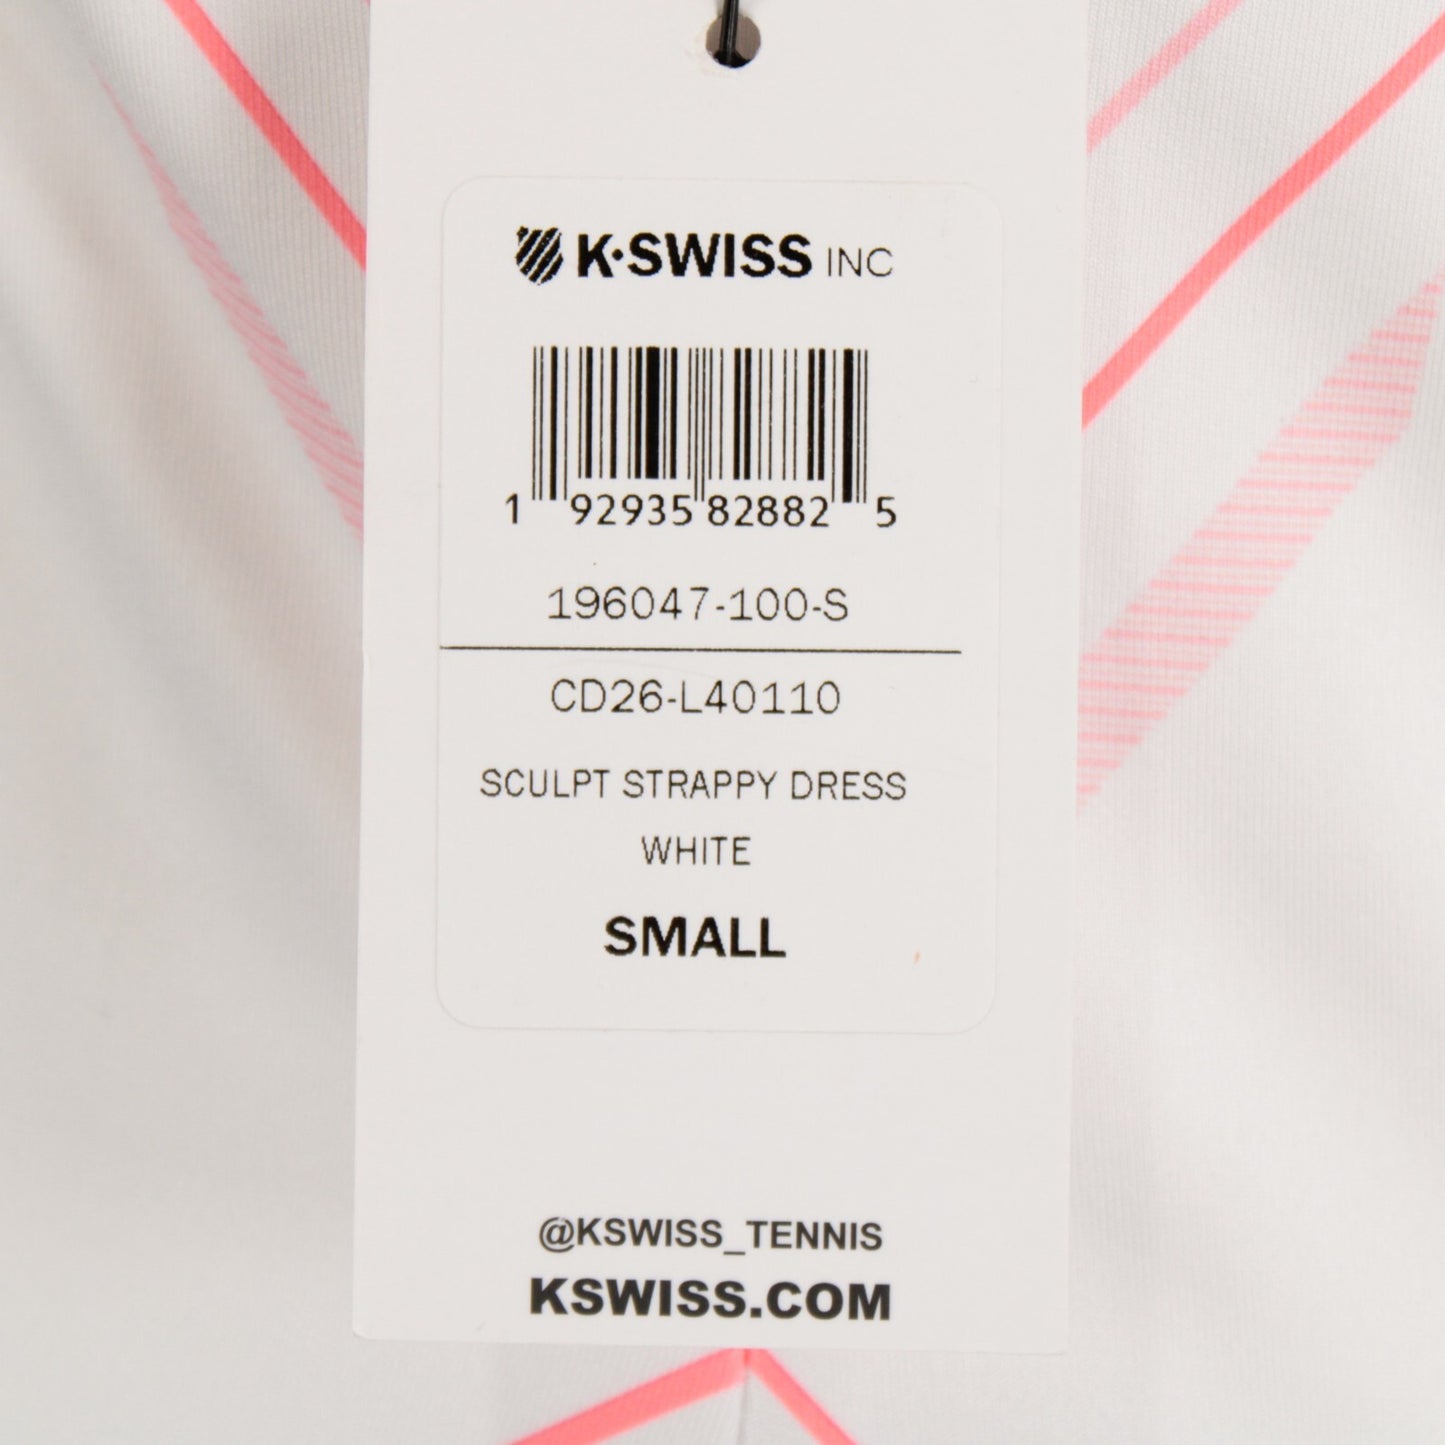 K·SWISS INC
1 92935 82882 5
196047-100-S
CD26-L40110
SCULPT STRAPPY DRESS
WHITE
SMALL
@KSWISS_TENNIS
KSWISS.COM